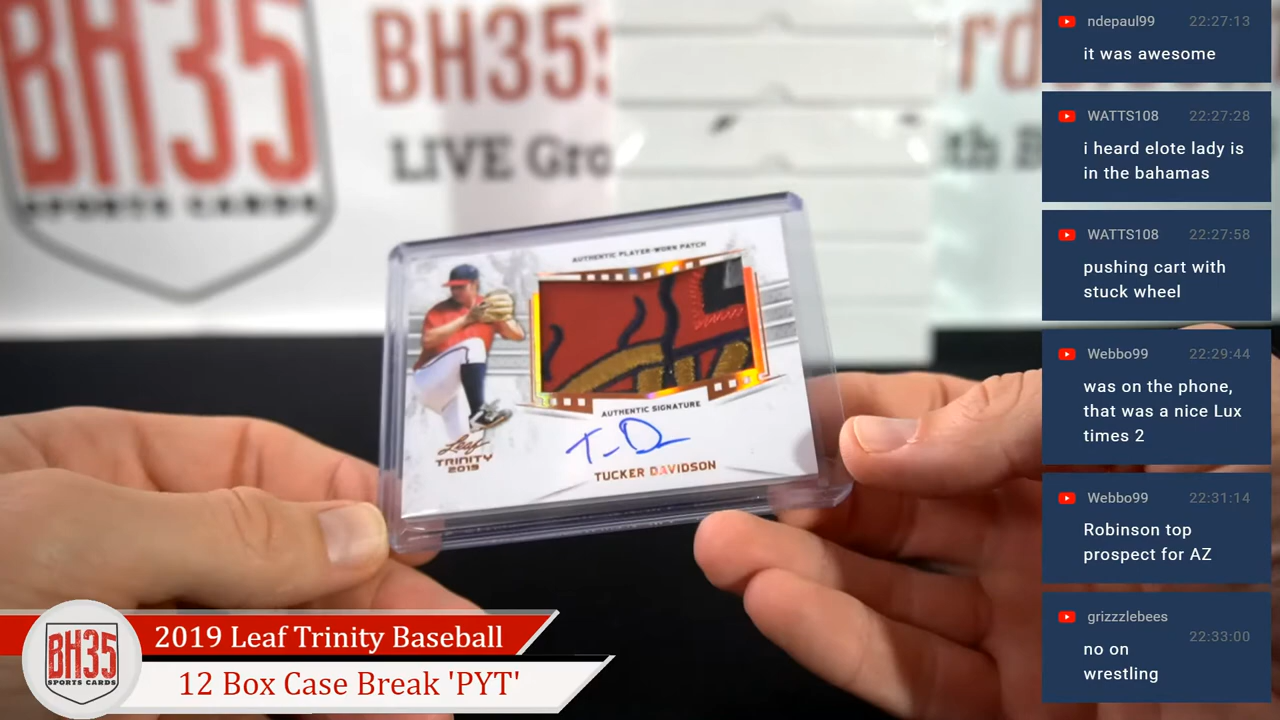 BH35
SPORTS CARDS
BH35s
LIVE Gro
AUTHENTIC PLAYER-WORN PATCH
AUTHENTIC SIGNATURE
Leaf
TRINITY
2019
TUCKER DAVIDSON
2019 Leaf Trinity Baseball
12 Box Case Break 'PYT'
BH35
SPORTS CARDS
ndepaul99 22:27:13
it was awesome
WATTS108 22:27:28
i heard elote lady is
in the bahamas
WATTS108 22:27:58
pushing cart with
stuck wheel
Webbo99 22:29:44
was on the phone,
that was a nice Lux
times 2
Webbo99 22:31:14
Robinson top
prospect for AZ
grizzzlebees 22:33:00
no on
wrestling